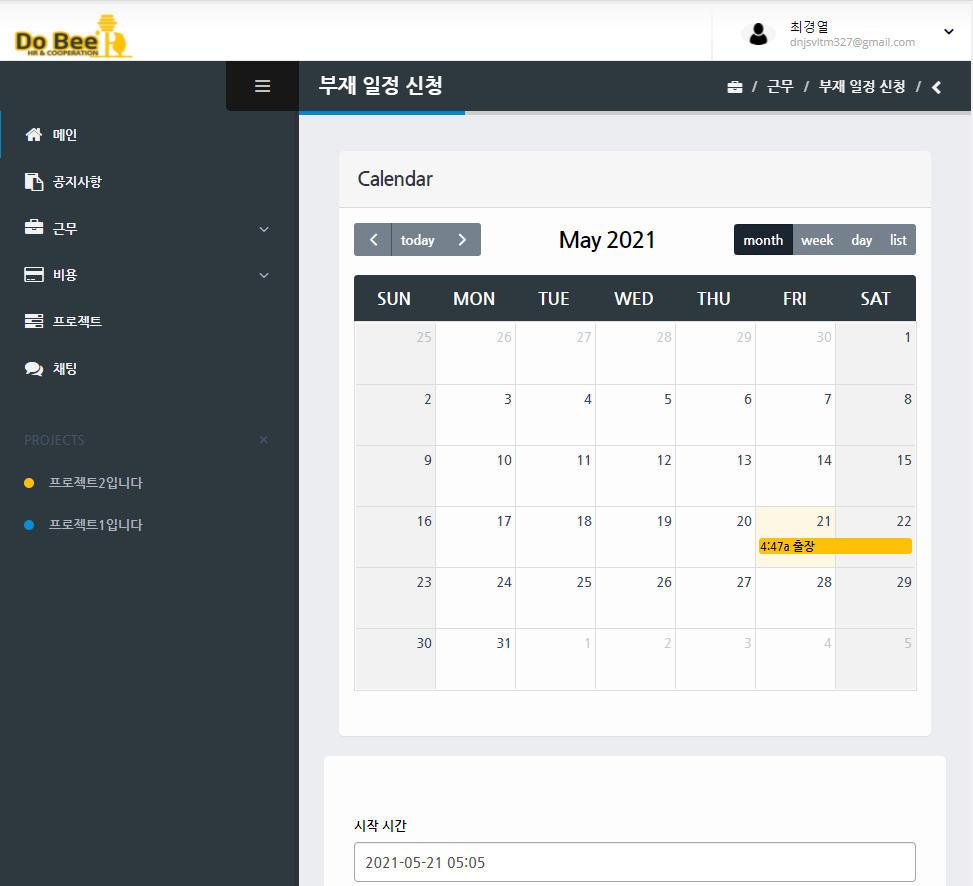 Do Bee
HR & COOPERATION
최경열
dnjsvltm327@gmail.com
부재 일정 신청
/ 근무 / 부재 일정 신청 /
메인
공지사항
근무
비용
프로젝트
채팅
PROJECTS ×
프로젝트2입니다
프로젝트1입니다
Calendar
today
May 2021
month week day list
SUN MON TUE WED THU FRI SAT
25 26 27 28 29 30 1
2 3 4 5 6 7 8
9 10 11 12 13 14 15
16 17 18 19 20 21 22
4:47a 출장
23 24 25 26 27 28 29
30 31 1 2 3 4 5
시작 시간
2021-05-21 05:05